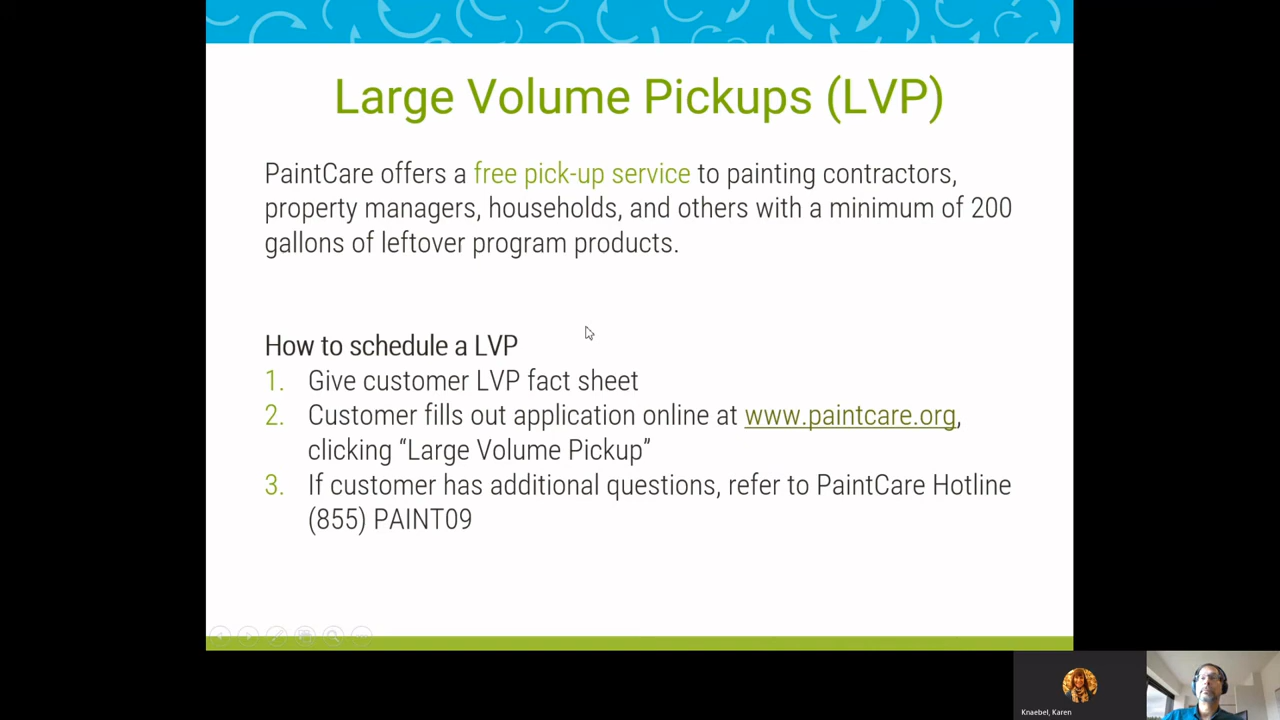 Large Volume Pickups (LVP)
PaintCare offers a free pick-up service to painting contractors,
property managers, households, and others with a minimum of 200
gallons of leftover program products.
How to schedule a LVP
1. Give customer LVP fact sheet
2. Customer fills out application online at www.paintcare.org,
clicking “Large Volume Pickup”
3. If customer has additional questions, refer to PaintCare Hotline
(855) PAINT09
Knaebel, Karen